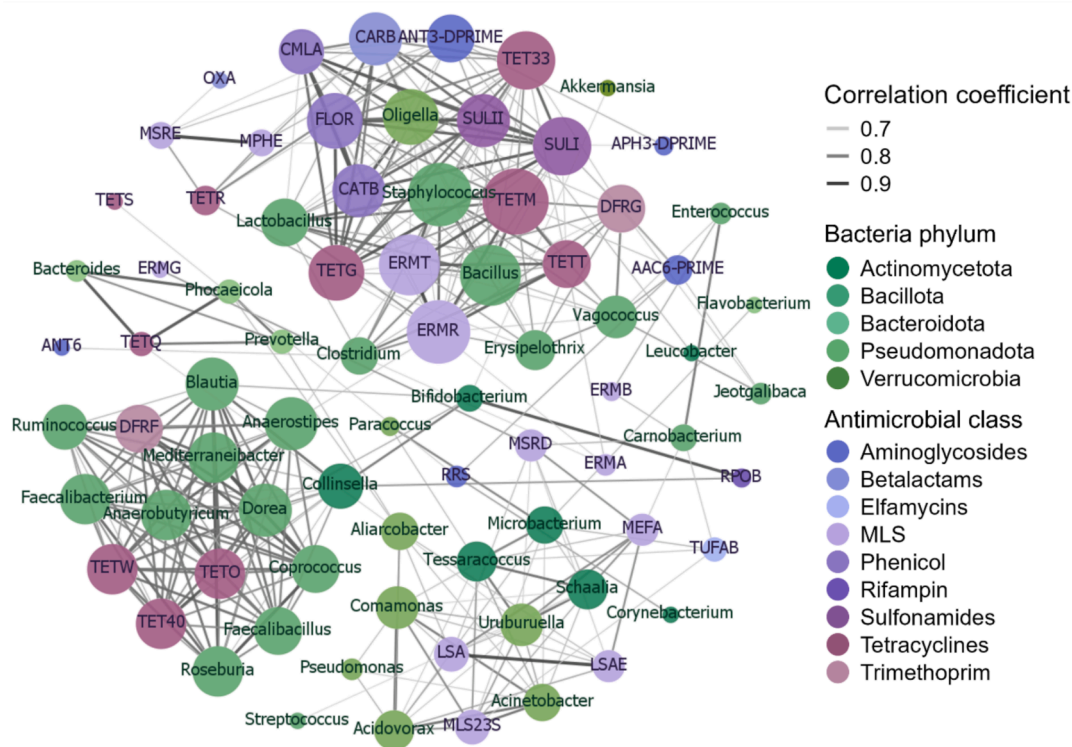 CARB ANT3-DPRIME
CMLA
TET33
OXA
Akkermansia
FLOR
Oligella
SULII
MSRE
MPHE
SULI
APH3-DPRIME
CATB
Staphylococcus
TETM
TETS
TETR
Lactobacillus
DFRG
Enterococcus
Bacteroides
ERMG
TETG
ERMT
Bacillus
TETT
AAC6-PRIME
Phocaeicola
Flavobacterium
Vagococcus
ERMR
ANT6
TETQ
Prevotella
Clostridium
Erysipelothrix
Leucobacter
Blautia
Bifidobacterium
ERMB
Jeotgalibaca
Ruminococcus
DFRF
Anaerostipes
Paracoccus
MSRD
Carnobacterium
Mediterraneibacter
ERMA
Collinsella
RRS
RPOB
Faecalibacterium
Anaerobutyricum
Dorea
Aliarcobacter
Microbacterium
MEFA
TUFAB
Tessaracoccus
TETW
TETO
Coprococcus
Schaalia
Comamonas
Corynebacterium
TET40
Faecalibacillus
Uruburuella
LSA
LSAE
Roseburia
Pseudomonas
Acinetobacter
Streptococcus
Acidovorax
MLS23S
Correlation coefficient
0.7
0.8
0.9
Bacteria phylum
Actinomycetota
Bacillota
Bacteroidota
Pseudomonadota
Verrucomicrobia
Antimicrobial class
Aminoglycosides
Betalactams
Elfamycins
MLS
Phenicol
Rifampin
Sulfonamides
Tetracyclines
Trimethoprim